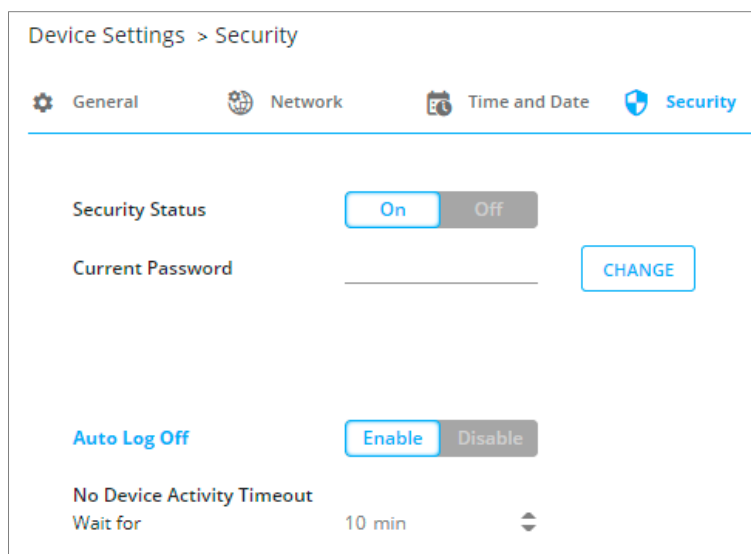 Device Settings > Security
General Network Time and Date Security
Security Status On Off
Current Password CHANGE
Auto Log Off Enable Disable
No Device Activity Timeout
Wait for 10 min